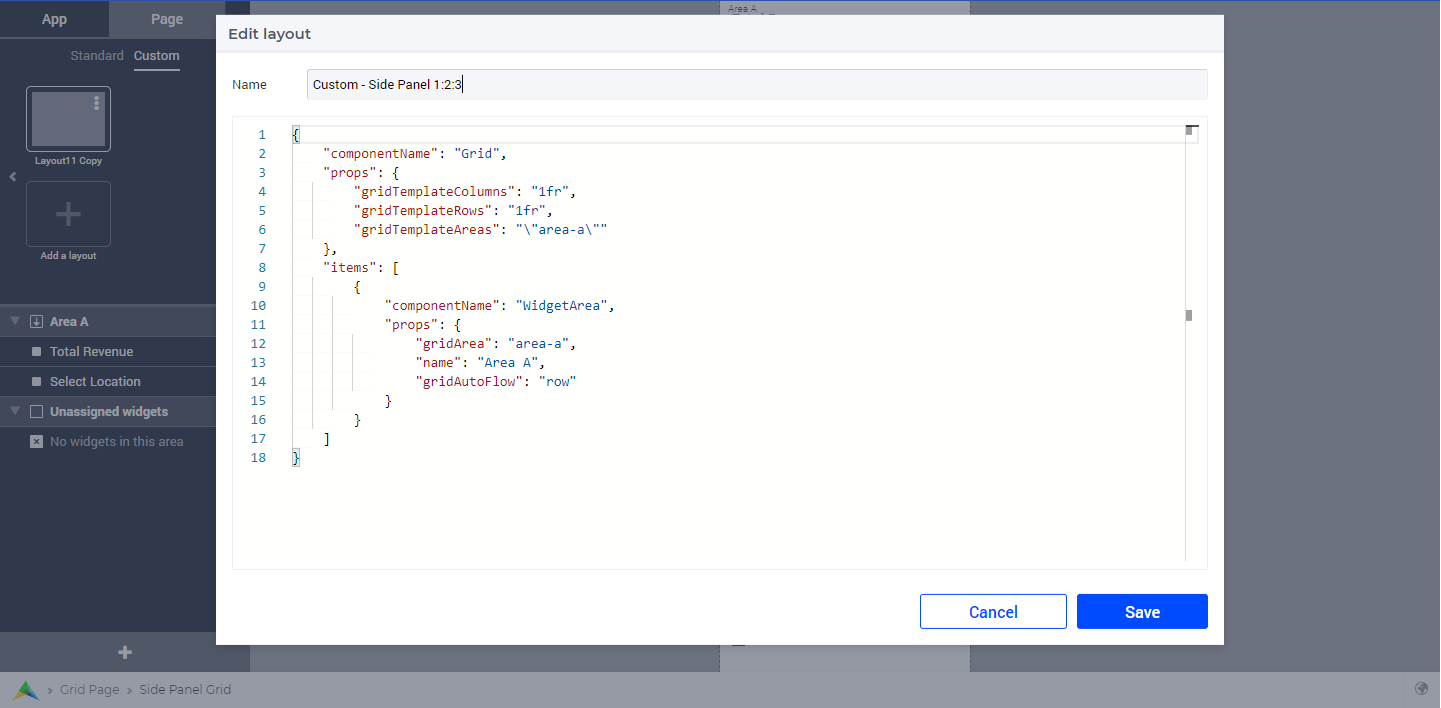 App
Page
Area A
Standard
Custom
Layout11 Copy
Add a layout
Area A
Total Revenue
Select Location
Unassigned widgets
No widgets in this area
Edit layout
Name
Custom - Side Panel 1:2:3
1 {
2 "componentName": "Grid",
3 "props": {
4 "gridTemplateColumns": "1fr",
5 "gridTemplateRows": "1fr",
6 "gridTemplateAreas": "\"area-a\""
7 },
8 "items": [
9 {
10 "componentName": "WidgetArea",
11 "props": {
12 "gridArea": "area-a",
13 "name": "Area A",
14 "gridAutoFlow": "row"
15 }
16 }
17 ]
18 }
Cancel
Save
Grid Page
Side Panel Grid